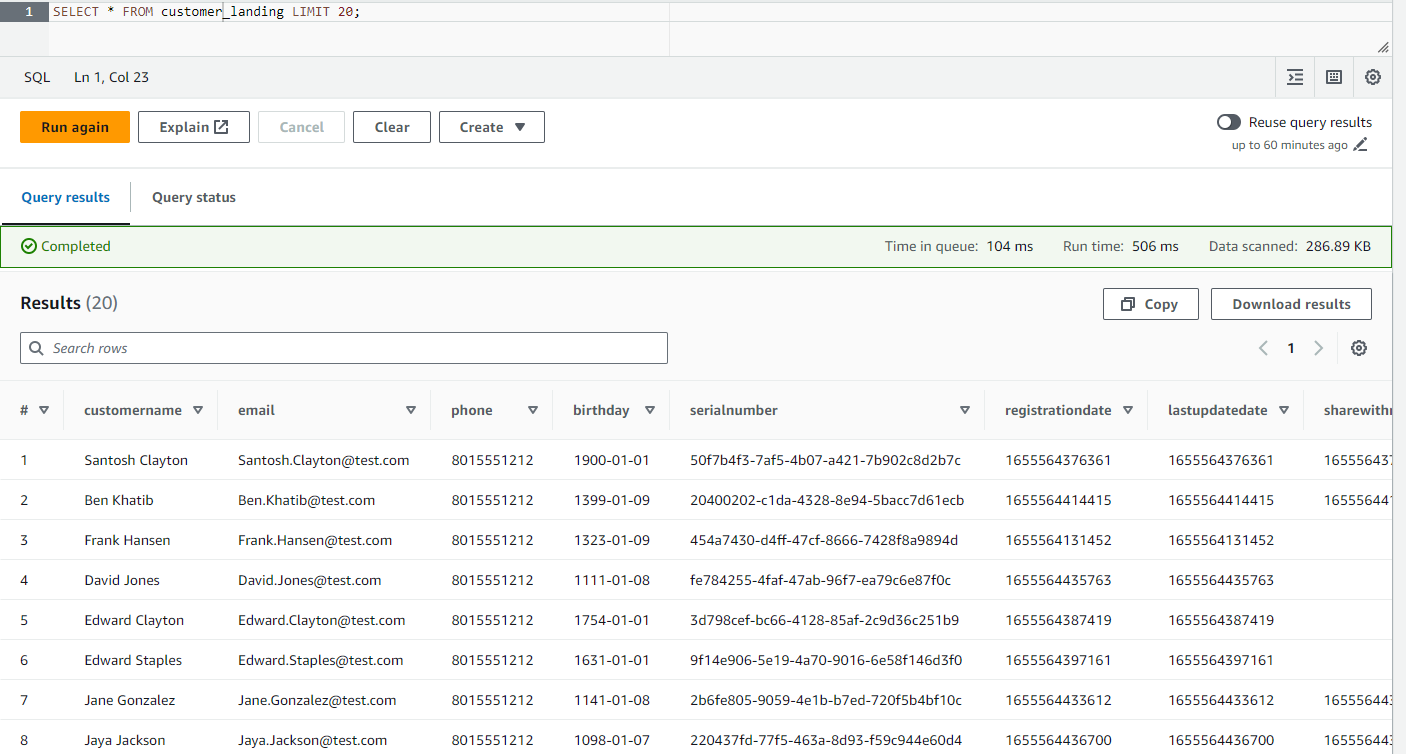 1 SELECT * FROM customer_landing LIMIT 20;
SQL Ln 1, Col 23
Run again Explain Cancel Clear Create Reuse query results
up to 60 minutes ago
Query results Query status
Completed Time in queue: 104 ms Run time: 506 ms Data scanned: 286.89 KB
Results (20) Copy Download results
Search rows 1
# customername email phone birthday serialnumber registrationdate lastupdatedate
1 Santosh Clayton Santosh.Clayton@test.com 8015551212 1900-01-01 50f7b4f3-7af5-4b07-a421-7b902c8d2b7c 1655564376361 1655564376361
2 Ben Khatib Ben.Khatib@test.com 8015551212 1399-01-09 20400202-c1da-4328-8e94-5bacc7d61ecb 1655564414415 1655564414415
3 Frank Hansen Frank.Hansen@test.com 8015551212 1323-01-09 454a7430-d4ff-47cf-8666-7428f8a9894d 1655564131452 1655564131452
4 David Jones David.Jones@test.com 8015551212 1111-01-08 fe784255-4faf-47ab-96f7-ea79c6e87f0c 1655564435763 1655564435763
5 Edward Clayton Edward.Clayton@test.com 8015551212 1754-01-01 3d798cef-bc66-4128-85af-2c9d36c251b9 1655564387419 1655564387419
6 Edward Staples Edward.Staples@test.com 8015551212 1631-01-01 9f14e906-5e19-4a70-9016-6e58f146d3f0 1655564397161 1655564397161
7 Jane Gonzalez Jane.Gonzalez@test.com 8015551212 1141-01-08 2b6fe805-9059-4e1b-b7ed-720f5b4bf10c 1655564433612 1655564433612
8 Jaya Jackson Jaya.Jackson@test.com 8015551212 1098-01-07 220437fd-77f5-463a-8d93-f59c944e60d4 1655564436700 1655564436700